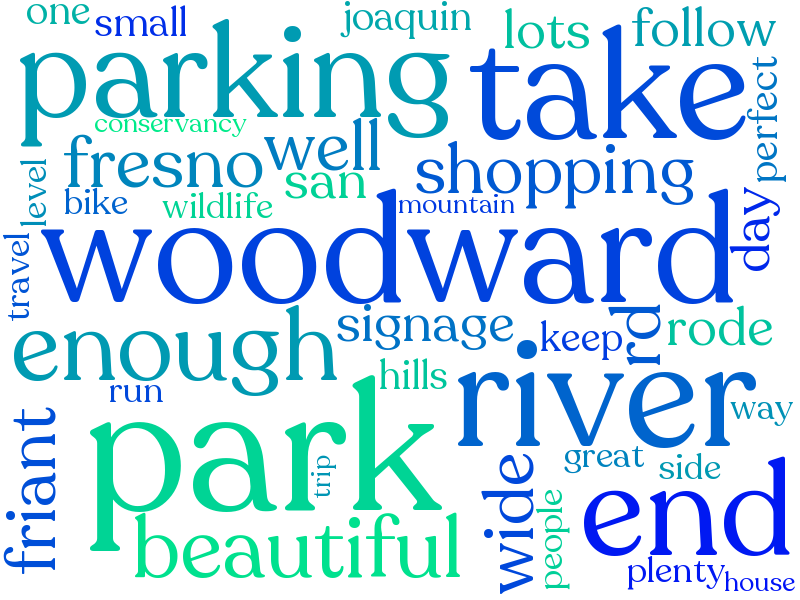 one
small
joaquin
lots
follow
parking
take
conservancy
perfect
fresno
well
shopping
san
level
bike
wildlife
mountain
day
woodward
travel
signage
keep
rd
rode
enough
hills
run
river
way
park
friant
trip
great
side
wide
people
end
beautiful
plenty
house